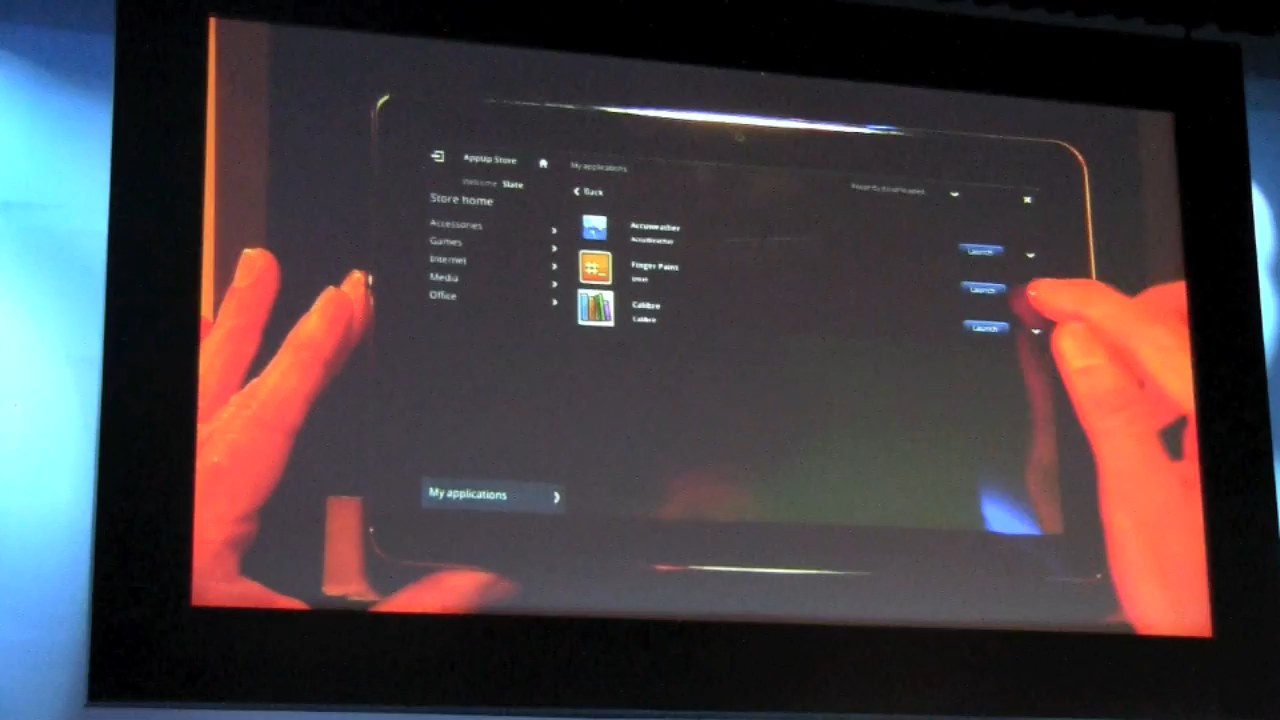 AppUp Store
My applications
Welcome Slate
Back
Store home
Accessories
Games
Internet
Media
Office
Accuweather
AccuWeather
Launch
Finger Paint
Launch
Calibre
Calibre
Launch
My applications